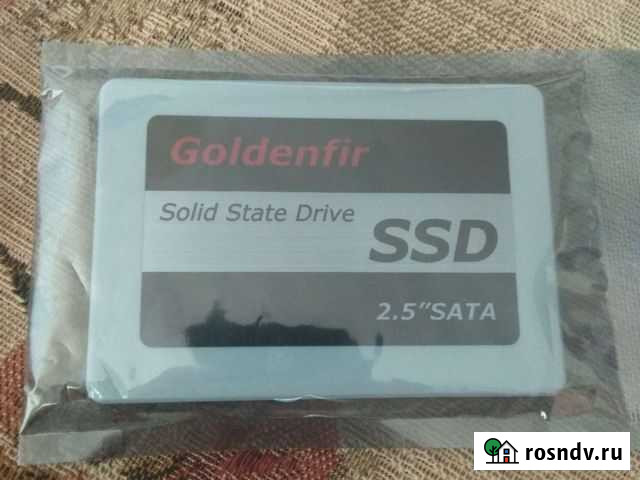 Goldenfir
Solid State Drive
SSD
2.5”SATA
rosndv.ru